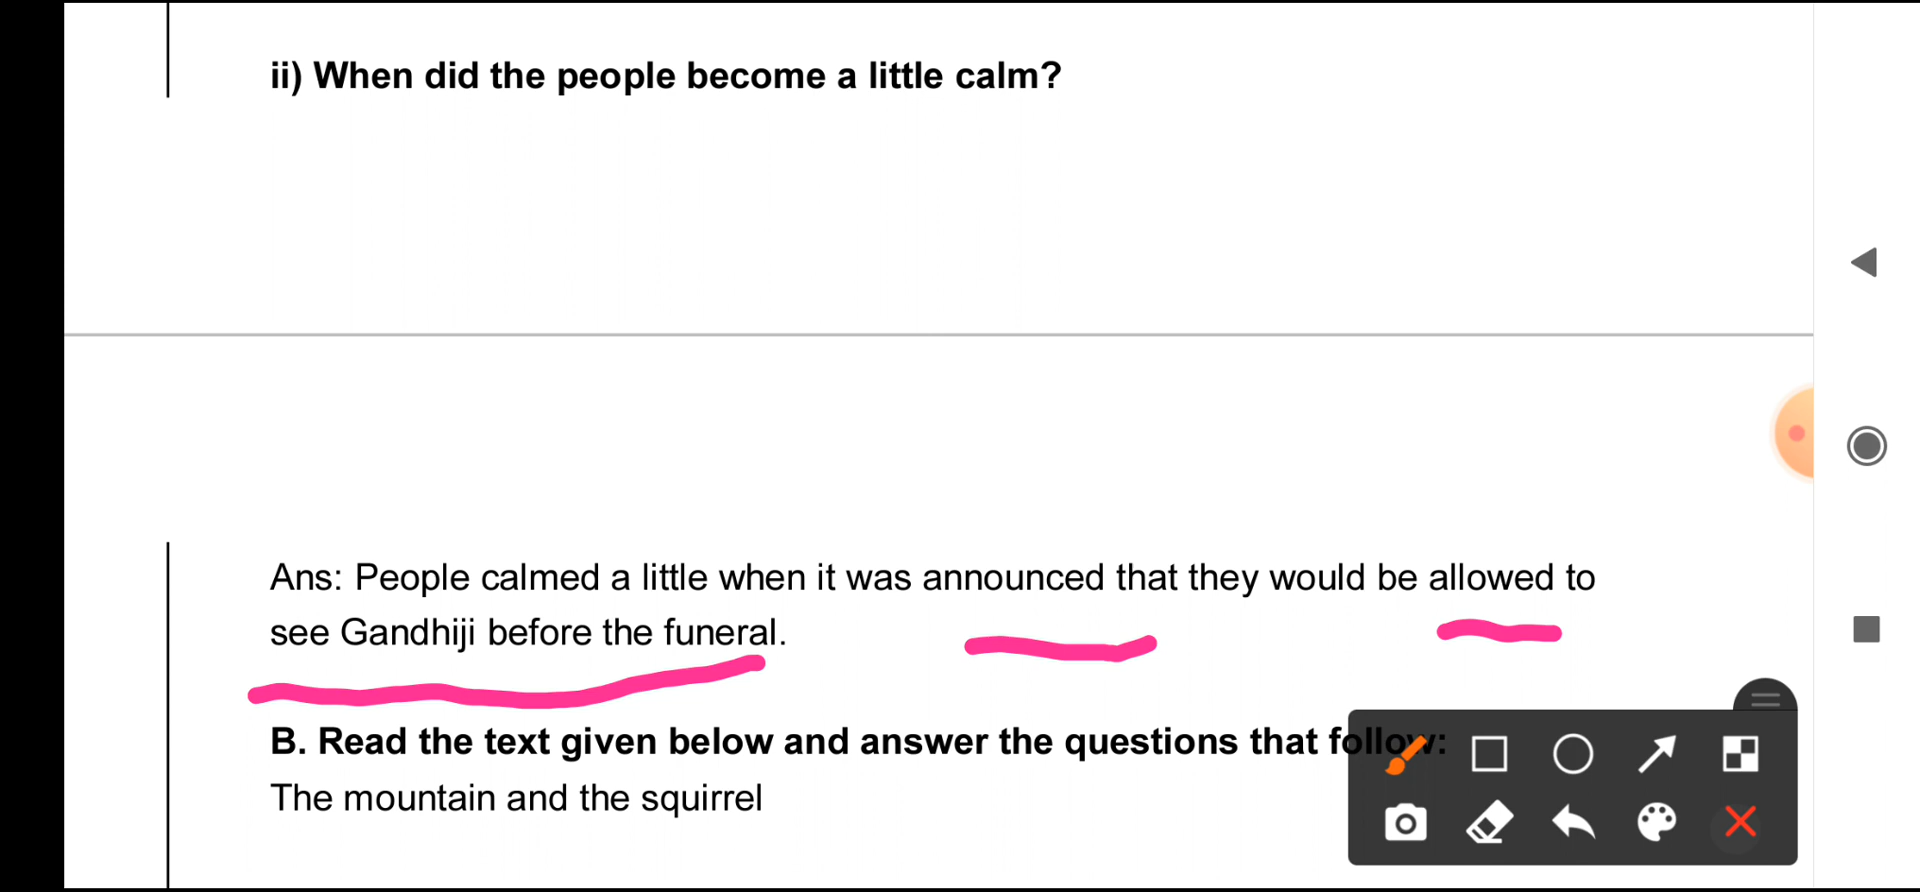 ii) When did the people become a little calm?
Ans: People calmed a little when it was announced that they would be allowed to
see Gandhiji before the funeral.
B. Read the text given below and answer the questions that follow:
The mountain and the squirrel